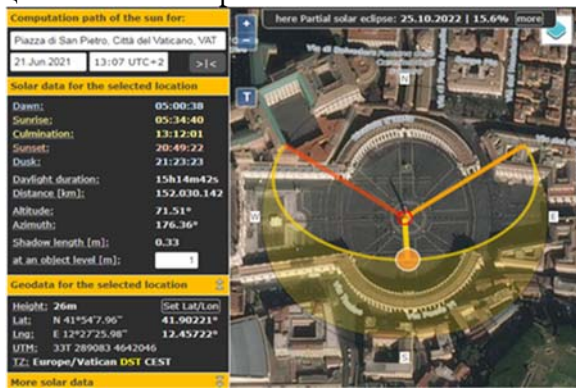 Computation path of the sun for:
Piazza di San Pietro, Città del Vaticano, VAT
21 Jun 2021
13:07 UTC+2
>|<
Solar data for the selected location
Dawn: 05:00:38
Sunrise: 05:34:40
Culmination: 13:12:01
Sunset: 20:49:22
Dusk: 21:23:23
Daylight duration: 15h14m42s
Distance [km]: 152.030.142
Altitude: 71.51°
Azimuth: 176.36°
Shadow length [m]: 0.33
at an object level [m]: 1
Geodata for the selected location
Height: 26m Set Lat/Lon
Lat: N 41°54'7.96" 41.90221°
Lng: E 12°27'25.98" 12.45722°
UTM: 33T 289083 4642046
TZ: Europe/Vatican DST CEST
More solar data
here Partial solar eclipse: 25.10.2022 | 15.6% more
+
−
T
N
W
E
S